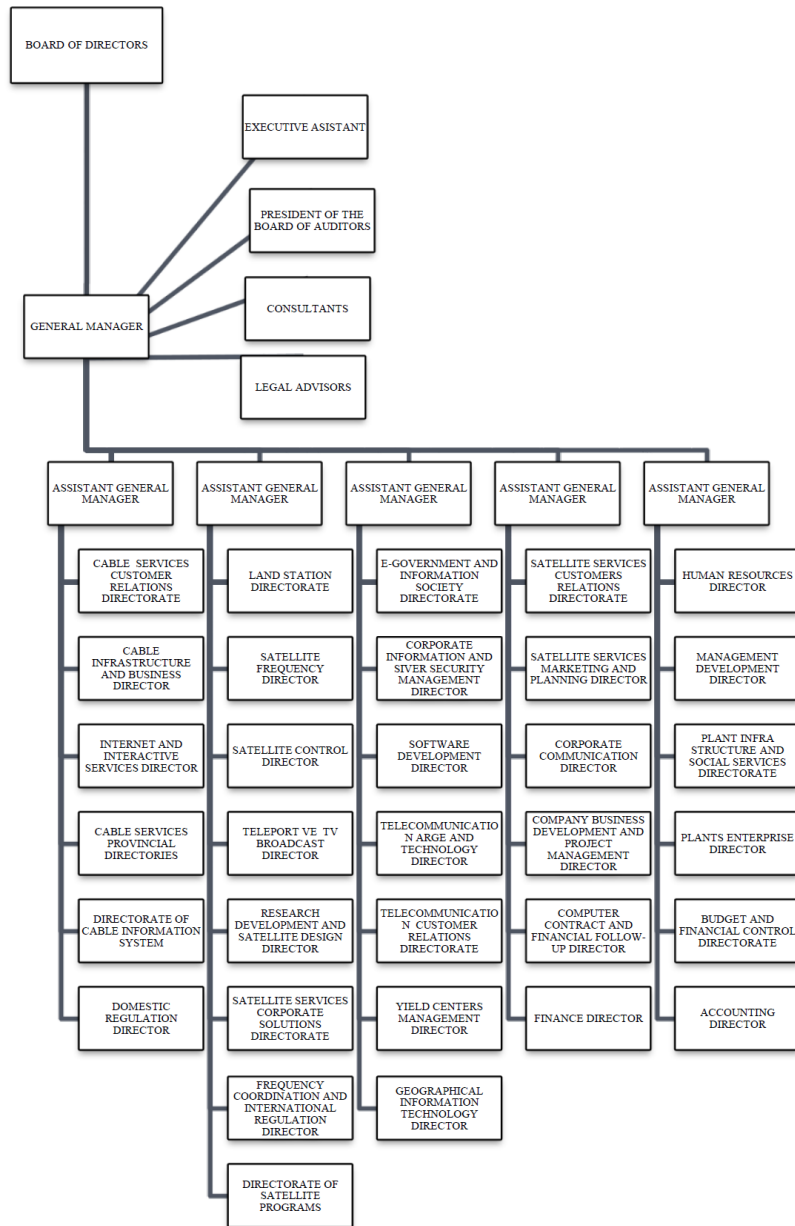 BOARD OF DIRECTORS
EXECUTIVE ASISTANT
PRESIDENT OF THE
BOARD OF AUDITORS
CONSULTANTS
GENERAL MANAGER
LEGAL ADVISORS
ASSISTANT GENERAL
MANAGER
CABLE SERVICES
CUSTOMER
RELATIONS
DIRECTORATE
CABLE
INFRASTRUCTURE
AND BUSINESS
DIRECTOR
INTERNET AND
INTERACTIVE
SERVICES DIRECTOR
CABLE SERVICES
PROVINCIAL
DIRECTORIES
DIRECTORATE OF
CABLE INFORMATION
SYSTEM
DOMESTIC
REGULATION
DIRECTOR
ASSISTANT GENERAL
MANAGER
LAND STATION
DIRECTORATE
SATELLITE
FREQUENCY
DIRECTOR
SATELLITE CONTROL
DIRECTOR
TELEPORT VE TV
BROADCAST
DIRECTOR
RESEARCH
DEVELOPMENT AND
SATELLITE DESIGN
DIRECTOR
SATELLITE SERVICES
CORPORATE
SOLUTIONS
DIRECTORATE
FREQUENCY
COORDINATION AND
INTERNATIONAL
REGULATION
DIRECTOR
DIRECTORATE OF
SATELLITE
PROGRAMS
ASSISTANT GENERAL
MANAGER
E-GOVERNMENT AND
INFORMATION
SOCIETY
DIRECTORATE
CORPORATE
INFORMATION AND
SIVER SECURITY
MANAGEMENT
DIRECTOR
SOFTWARE
DEVELOPMENT
DIRECTOR
TELECOMMUNICATIO
N ARGE AND
TECHNOLOGY
DIRECTOR
TELECOMMUNICATIO
N CUSTOMER
RELATIONS
DIRECTORATE
YIELD CENTERS
MANAGEMENT
DIRECTOR
GEOGRAPHICAL
INFORMATION
TECHNOLOGY
DIRECTOR
ASSISTANT GENERAL
MANAGER
SATELLITE SERVICES
CUSTOMERS
RELATIONS
DIRECTORATE
SATELLITE SERVICES
MARKETING AND
PLANNING DIRECTOR
CORPORATE
COMMUNICATION
DIRECTOR
COMPANY BUSINESS
DEVELOPMENT AND
PROJECT
MANAGEMENT
DIRECTOR
COMPUTER
CONTRACT AND
FINANCIAL FOLLOW-
UP DIRECTOR
FINANCE DIRECTOR
ASSISTANT GENERAL
MANAGER
HUMAN RESOURCES
DIRECTOR
MANAGEMENT
DEVELOPMENT
DIRECTOR
PLANT INFRA
STRUCTURE AND
SOCIAL SERVICES
DIRECTORATE
PLANTS ENTERPRISE
DIRECTOR
BUDGET AND
FINANCIAL CONTROL
DIRECTORATE
ACCOUNTING
DIRECTOR